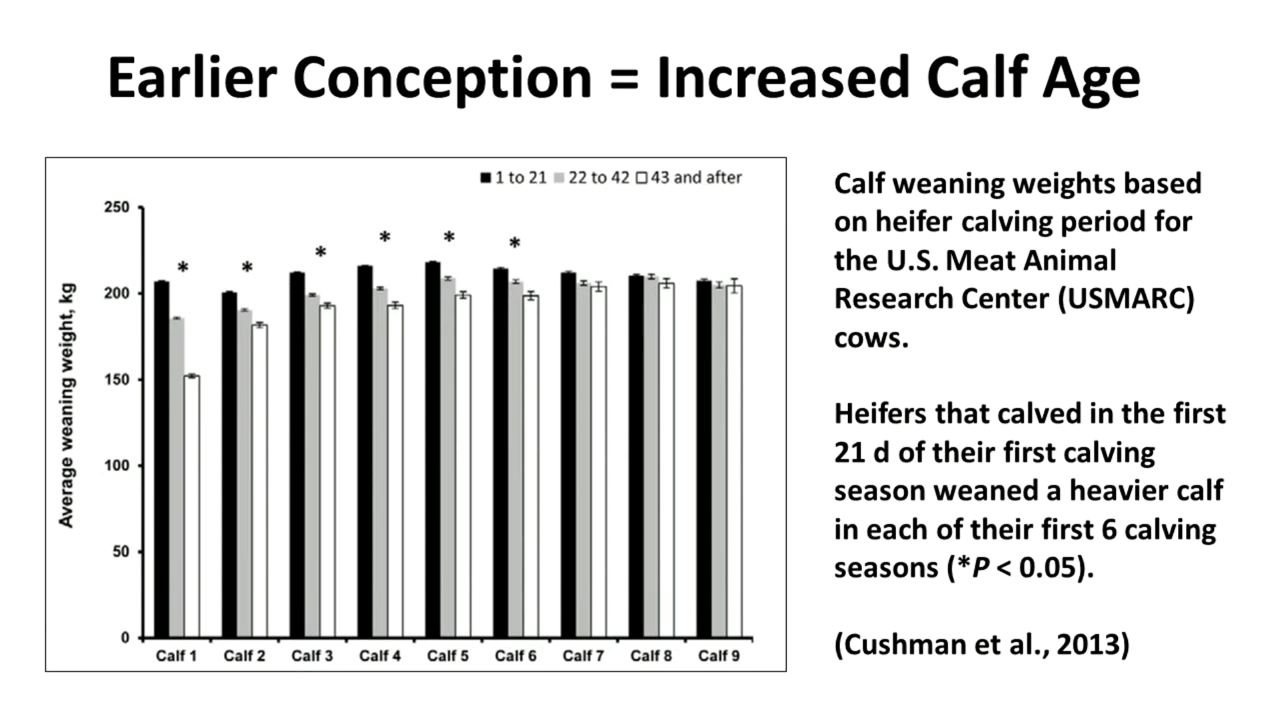 Earlier Conception = Increased Calf Age
1 to 21 22 to 42 43 and after
Average weaning weight, kg
250
200
150
100
50
0
* * * * * *
Calf 1 Calf 2 Calf 3 Calf 4 Calf 5 Calf 6 Calf 7 Calf 8 Calf 9
Calf weaning weights based
on heifer calving period for
the U.S. Meat Animal
Research Center (USMARC)
cows.
Heifers that calved in the first
21 d of their first calving
season weaned a heavier calf
in each of their first 6 calving
seasons (*P < 0.05).
(Cushman et al., 2013)